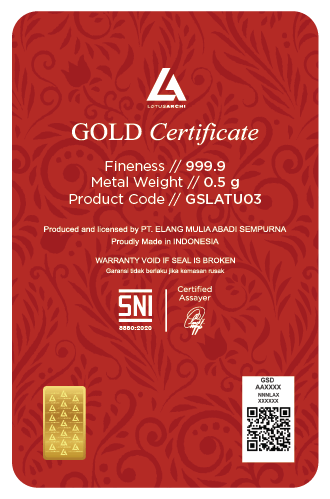 LOTUSARCHI
GOLD Certificate
Fineness // 999.9
Metal Weight // 0.5 g
Product Code // GSLATU03
Produced and licensed by PT. ELANG MULIA ABADI SEMPURNA
Proudly Made in INDONESIA
WARRANTY VOID IF SEAL IS BROKEN
Garansi tidak berlaku jika kemasan rusak
SNI
8880:2020
Certified
Assayer
GSD
AAXXXX
NNNLAX
XXXXXX